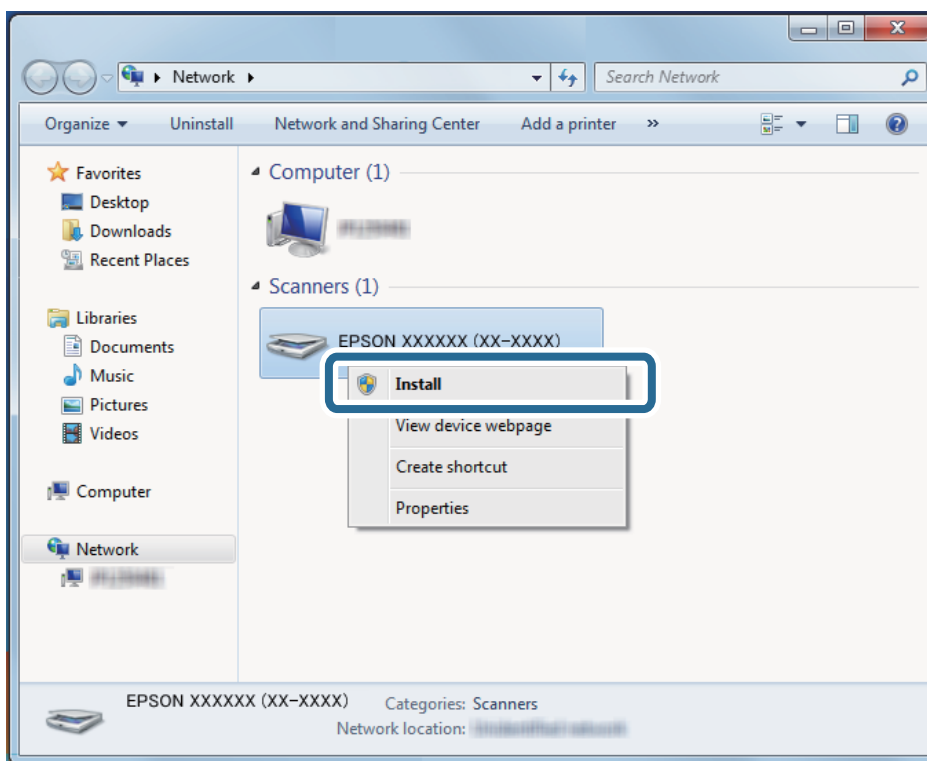 Network
Search Network
Organize Uninstall Network and Sharing Center Add a printer »
Favorites
Desktop
Downloads
Recent Places
Libraries
Documents
Music
Pictures
Videos
Computer
Network
Computer (1)
Scanners (1)
EPSON XXXXXX (XX-XXXX)
Install
View device webpage
Create shortcut
Properties
EPSON XXXXXX (XX-XXXX) Categories: Scanners
Network location: